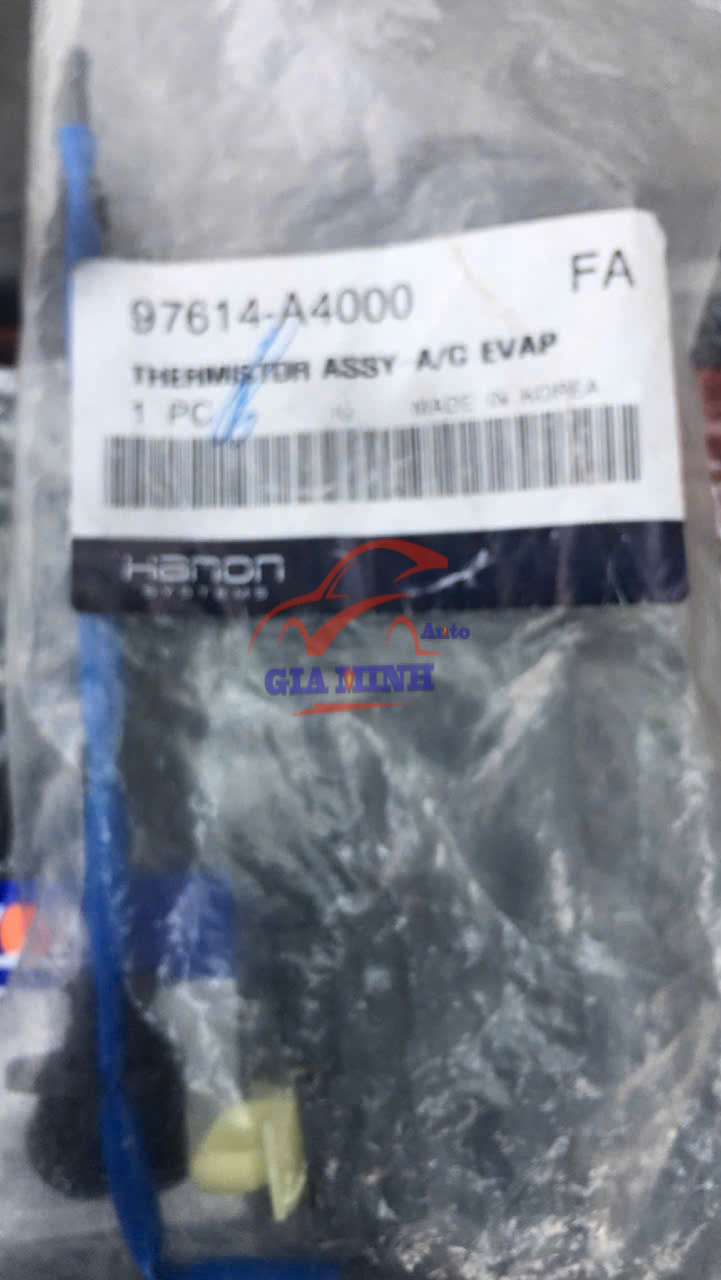 97614-A4000 FA
THERMISTOR ASSY A/C EVAP
1 PC MADE IN KOREA
Hanon
SYSTEMS
Auto
GIA MINH